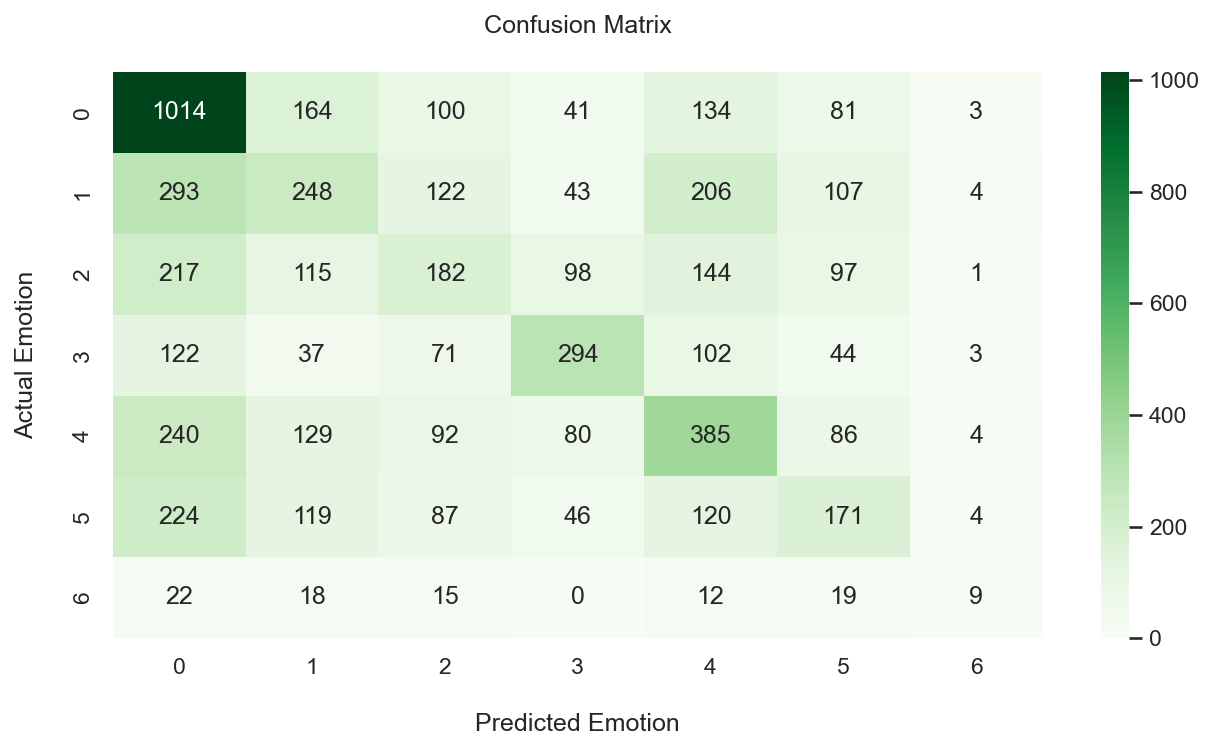 Confusion Matrix
0 1014 164 100 41 134 81 3
1 293 248 122 43 206 107 4
2 217 115 182 98 144 97 1
3 122 37 71 294 102 44 3
4 240 129 92 80 385 86 4
5 224 119 87 46 120 171 4
6 22 18 15 0 12 19 9
0 1 2 3 4 5 6
Predicted Emotion
Actual Emotion
1000
800
600
400
200
0